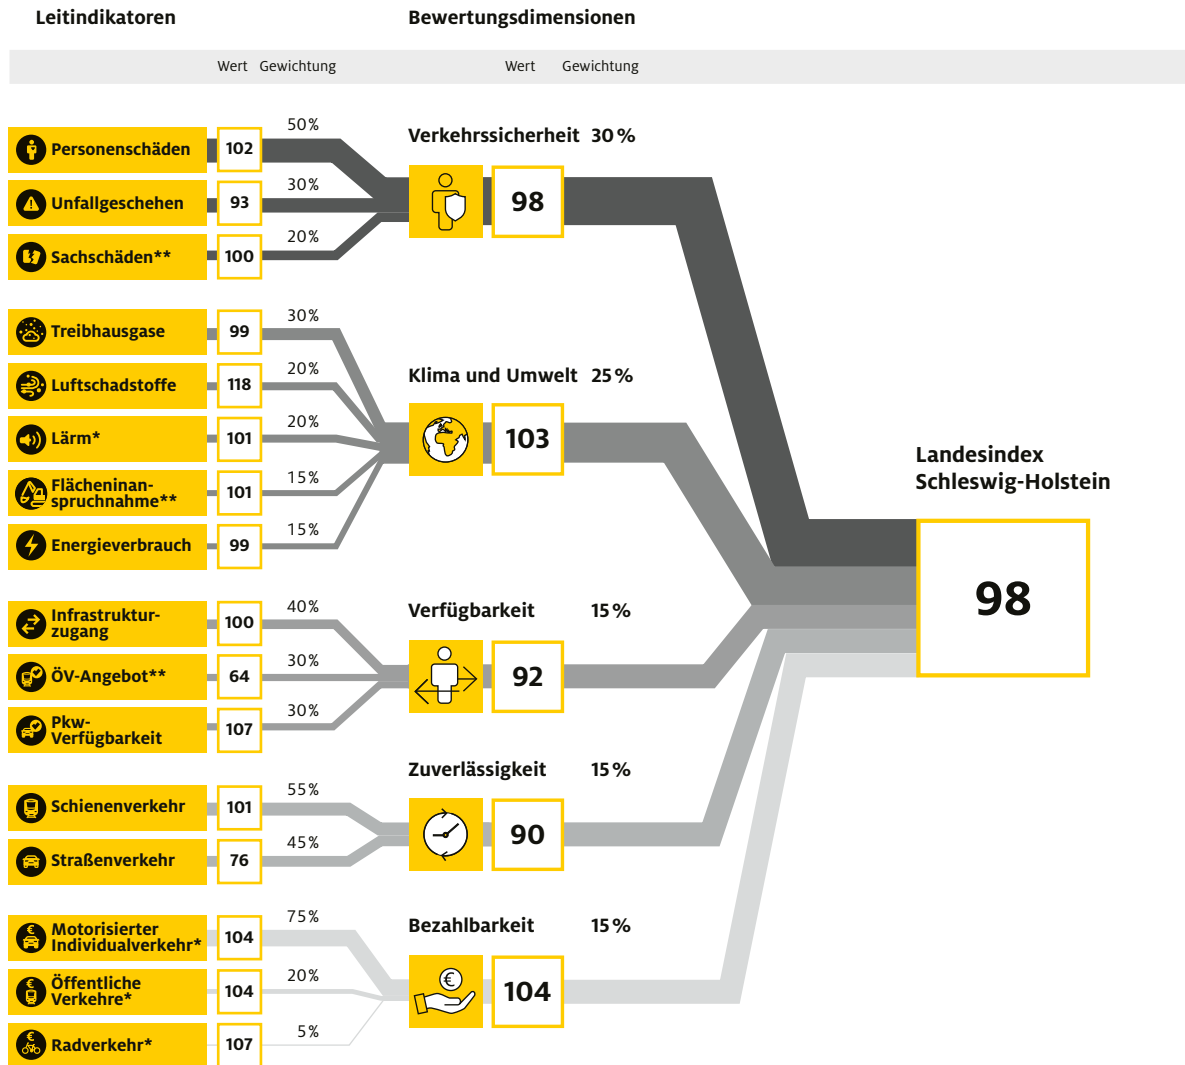 Leitindikatoren
Bewertungsdimensionen
Wert Gewichtung
Wert Gewichtung
Personenschäden 102 50 %
Unfallgeschehen 93 30 %
Sachschäden** 100 20 %
Verkehrssicherheit 30 %
98
Treibhausgase 99 30 %
Luftschadstoffe 118 20 %
Lärm* 101 20 %
Flächeninan-
spruchnahme** 101 15 %
Energieverbrauch 99 15 %
Klima und Umwelt 25 %
103
Infrastruktur-
zugang 100 40 %
ÖV-Angebot** 64 30 %
Pkw-
Verfügbarkeit 107 30 %
Verfügbarkeit 15 %
92
Schienenverkehr 101 55 %
Straßenverkehr 76 45 %
Zuverlässigkeit 15 %
90
Motorisierter
Individualverkehr* 104 75 %
Öffentliche
Verkehre* 104 20 %
Radverkehr* 107 5 %
Bezahlbarkeit 15 %
€
104
Landesindex
Schleswig-Holstein
98